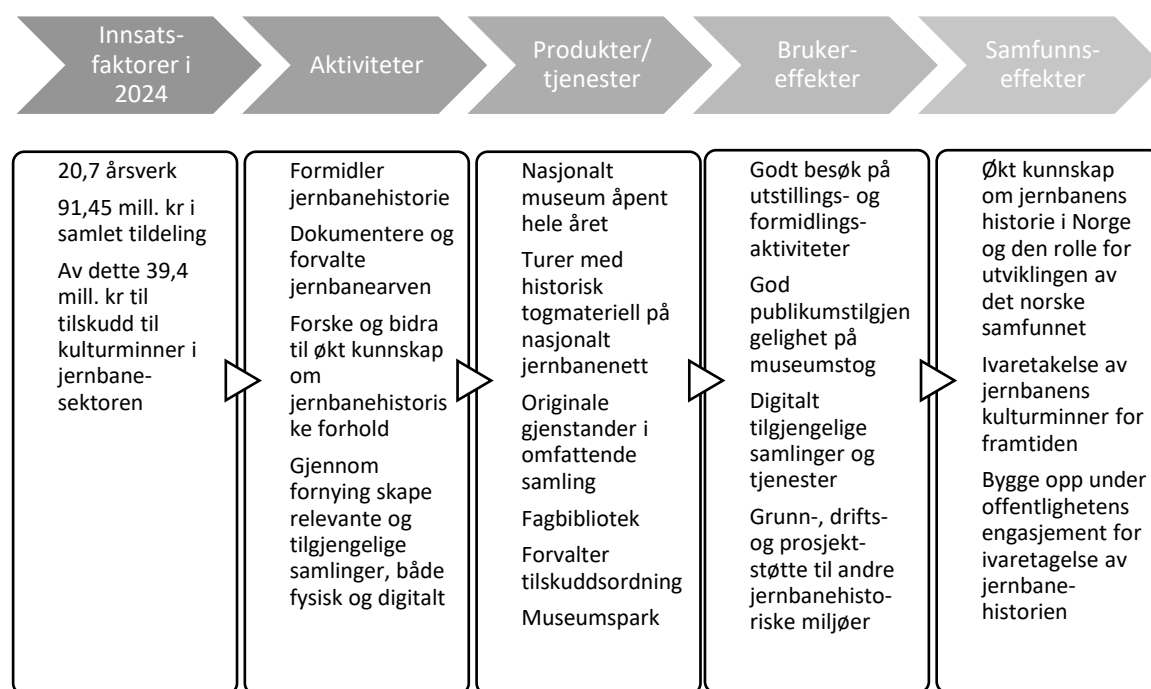 Innsats-
faktorer i
2024
Aktiviteter
Produkter/
tjenester
Bruker-
effekter
Samfunns-
effekter
20,7 årsverk
91,45 mill. kr i
samlet tildeling
Av dette 39,4
mill. kr til
tilskudd til
kulturminner i
jernbane-
sektoren
Formidler
jernbanehistorie
Dokumentere og
forvalte
jernbanearven
Forske og bidra
til økt kunnskap
om
jernbanehistoris
ke forhold
Gjennom
fornying skape
relevante og
tilgjengelige
samlinger, både
fysisk og digitalt
Nasjonalt
museum åpent
hele året
Turer med
historisk
togmateriell på
nasjonalt
jernbanenett
Originale
gjenstander i
omfattende
samling
Fagbibliotek
Forvalter
tilskuddsordning
Museumspark
Godt besøk på
utstillings- og
formidlings-
aktiviteter
God
publikumstilgjen
gelighet på
museumstog
Digitalt
tilgjengelige
samlinger og
tjenester
Grunn-, drifts-
og prosjekt-
støtte til andre
jernbanehisto-
riske miljøer
Økt kunnskap
om jernbanens
historie i Norge
og den rolle for
utviklingen av
det norske
samfunnet
Ivaretakelse av
jernbanens
kulturminner for
framtiden
Bygge opp under
offentlighetens
engasjement for
ivaretagelse av
jernbane-
historien